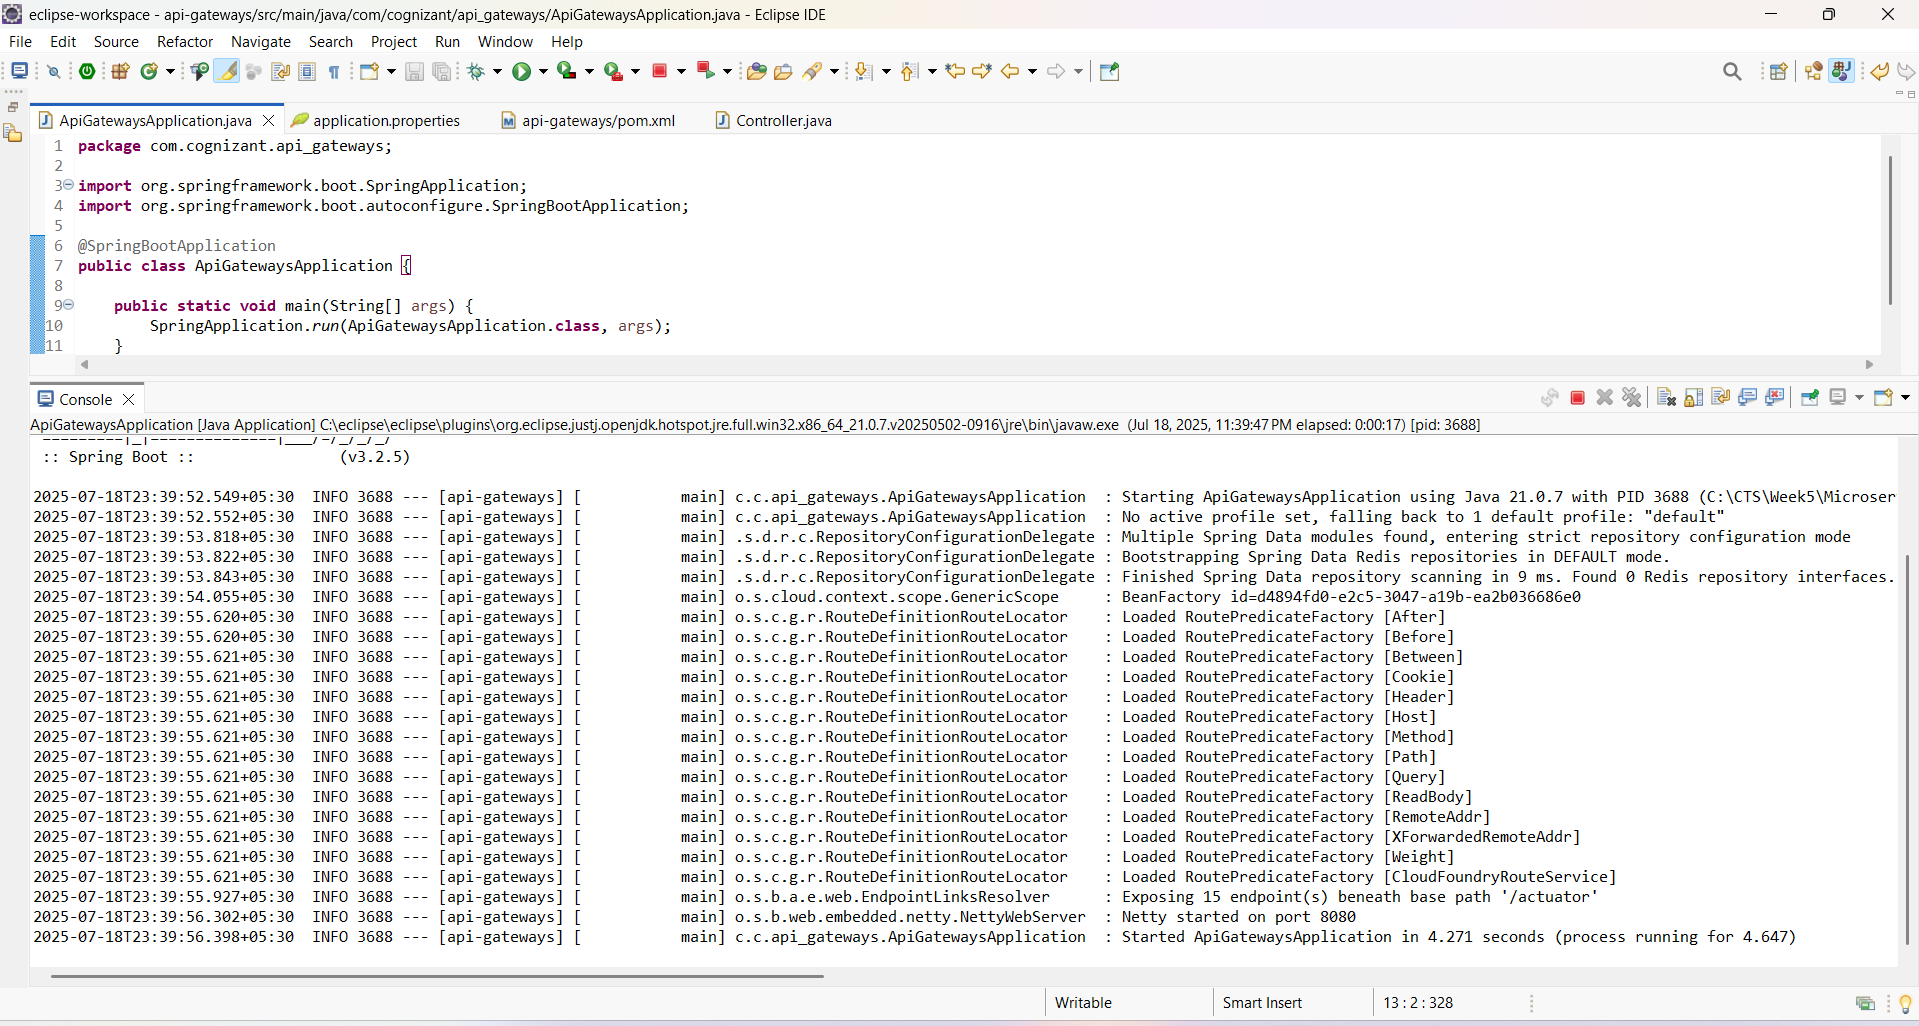 eclipse-workspace - api-gateways/src/main/java/com/cognizant/api_gateways/ApiGatewaysApplication.java - Eclipse IDE
File Edit Source Refactor Navigate Search Project Run Window Help
ApiGatewaysApplication.java application.properties api-gateways/pom.xml Controller.java
1 package com.cognizant.api_gateways;
2
3 import org.springframework.boot.SpringApplication;
4 import org.springframework.boot.autoconfigure.SpringBootApplication;
5
6 @SpringBootApplication
7 public class ApiGatewaysApplication {
8
9 public static void main(String[] args) {
10 SpringApplication.run(ApiGatewaysApplication.class, args);
11 }
Console
ApiGatewaysApplication [Java Application] C:\eclipse\eclipse\plugins\org.eclipse.justj.openjdk.hotspot.jre.full.win32.x86_64_21.0.7.v20250502-0916\jre\bin\javaw.exe (Jul 18, 2025, 11:39:47 PM elapsed: 0:00:17) [pid: 3688]
=========|_|==============|___/=/_/_/_/
:: Spring Boot :: (v3.2.5)
2025-07-18T23:39:52.549+05:30 INFO 3688 --- [api-gateways] [ main] c.c.api_gateways.ApiGatewaysApplication : Starting ApiGatewaysApplication using Java 21.0.7 with PID 3688 (C:\CTS\Week5\Microser
2025-07-18T23:39:52.552+05:30 INFO 3688 --- [api-gateways] [ main] c.c.api_gateways.ApiGatewaysApplication : No active profile set, falling back to 1 default profile: "default"
2025-07-18T23:39:53.818+05:30 INFO 3688 --- [api-gateways] [ main] .s.d.r.c.RepositoryConfigurationDelegate : Multiple Spring Data modules found, entering strict repository configuration mode
2025-07-18T23:39:53.822+05:30 INFO 3688 --- [api-gateways] [ main] .s.d.r.c.RepositoryConfigurationDelegate : Bootstrapping Spring Data Redis repositories in DEFAULT mode.
2025-07-18T23:39:53.843+05:30 INFO 3688 --- [api-gateways] [ main] .s.d.r.c.RepositoryConfigurationDelegate : Finished Spring Data repository scanning in 9 ms. Found 0 Redis repository interfaces.
2025-07-18T23:39:54.055+05:30 INFO 3688 --- [api-gateways] [ main] o.s.cloud.context.scope.GenericScope : BeanFactory id=d4894fd0-e2c5-3047-a19b-ea2b036686e0
2025-07-18T23:39:55.620+05:30 INFO 3688 --- [api-gateways] [ main] o.s.c.g.r.RouteDefinitionRouteLocator : Loaded RoutePredicateFactory [After]
2025-07-18T23:39:55.620+05:30 INFO 3688 --- [api-gateways] [ main] o.s.c.g.r.RouteDefinitionRouteLocator : Loaded RoutePredicateFactory [Before]
2025-07-18T23:39:55.621+05:30 INFO 3688 --- [api-gateways] [ main] o.s.c.g.r.RouteDefinitionRouteLocator : Loaded RoutePredicateFactory [Between]
2025-07-18T23:39:55.621+05:30 INFO 3688 --- [api-gateways] [ main] o.s.c.g.r.RouteDefinitionRouteLocator : Loaded RoutePredicateFactory [Cookie]
2025-07-18T23:39:55.621+05:30 INFO 3688 --- [api-gateways] [ main] o.s.c.g.r.RouteDefinitionRouteLocator : Loaded RoutePredicateFactory [Header]
2025-07-18T23:39:55.621+05:30 INFO 3688 --- [api-gateways] [ main] o.s.c.g.r.RouteDefinitionRouteLocator : Loaded RoutePredicateFactory [Host]
2025-07-18T23:39:55.621+05:30 INFO 3688 --- [api-gateways] [ main] o.s.c.g.r.RouteDefinitionRouteLocator : Loaded RoutePredicateFactory [Method]
2025-07-18T23:39:55.621+05:30 INFO 3688 --- [api-gateways] [ main] o.s.c.g.r.RouteDefinitionRouteLocator : Loaded RoutePredicateFactory [Path]
2025-07-18T23:39:55.621+05:30 INFO 3688 --- [api-gateways] [ main] o.s.c.g.r.RouteDefinitionRouteLocator : Loaded RoutePredicateFactory [Query]
2025-07-18T23:39:55.621+05:30 INFO 3688 --- [api-gateways] [ main] o.s.c.g.r.RouteDefinitionRouteLocator : Loaded RoutePredicateFactory [ReadBody]
2025-07-18T23:39:55.621+05:30 INFO 3688 --- [api-gateways] [ main] o.s.c.g.r.RouteDefinitionRouteLocator : Loaded RoutePredicateFactory [RemoteAddr]
2025-07-18T23:39:55.621+05:30 INFO 3688 --- [api-gateways] [ main] o.s.c.g.r.RouteDefinitionRouteLocator : Loaded RoutePredicateFactory [XForwardedRemoteAddr]
2025-07-18T23:39:55.621+05:30 INFO 3688 --- [api-gateways] [ main] o.s.c.g.r.RouteDefinitionRouteLocator : Loaded RoutePredicateFactory [Weight]
2025-07-18T23:39:55.621+05:30 INFO 3688 --- [api-gateways] [ main] o.s.c.g.r.RouteDefinitionRouteLocator : Loaded RoutePredicateFactory [CloudFoundryRouteService]
2025-07-18T23:39:55.927+05:30 INFO 3688 --- [api-gateways] [ main] o.s.b.a.e.web.EndpointLinksResolver : Exposing 15 endpoint(s) beneath base path '/actuator'
2025-07-18T23:39:56.302+05:30 INFO 3688 --- [api-gateways] [ main] o.s.b.web.embedded.netty.NettyWebServer : Netty started on port 8080
2025-07-18T23:39:56.398+05:30 INFO 3688 --- [api-gateways] [ main] c.c.api_gateways.ApiGatewaysApplication : Started ApiGatewaysApplication in 4.271 seconds (process running for 4.647)
Writable Smart Insert 13 : 2 : 328